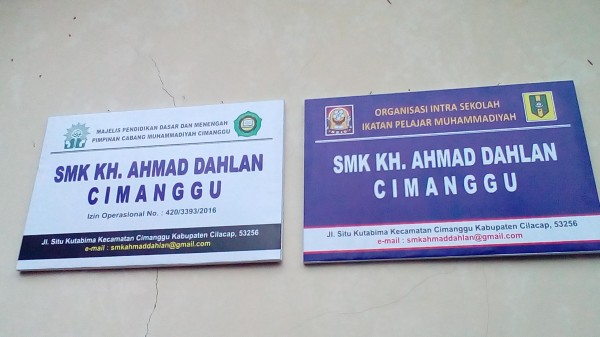 MAJELIS PENDIDIKAN DASAR DAN MENENGAH
PIMPINAN CABANG MUHAMMADIYAH CIMANGGU
SMK KH. AHMAD DAHLAN
CIMANGGU
Izin Operasional No. : 420/3393/2016
Jl. Situ Kutabima Kecamatan Cimanggu Kabupaten Cilacap, 53256
e-mail : smkahmaddahlan@gmail.com
ORGANISASI INTRA SEKOLAH
IKATAN PELAJAR MUHAMMADIYAH
SMK KH. AHMAD DAHLAN
CIMANGGU
Jl. Situ Kutabima Kecamatan Cimanggu Kabupaten Cilacap, 53256
e-mail : smkahmaddahlan@gmail.com